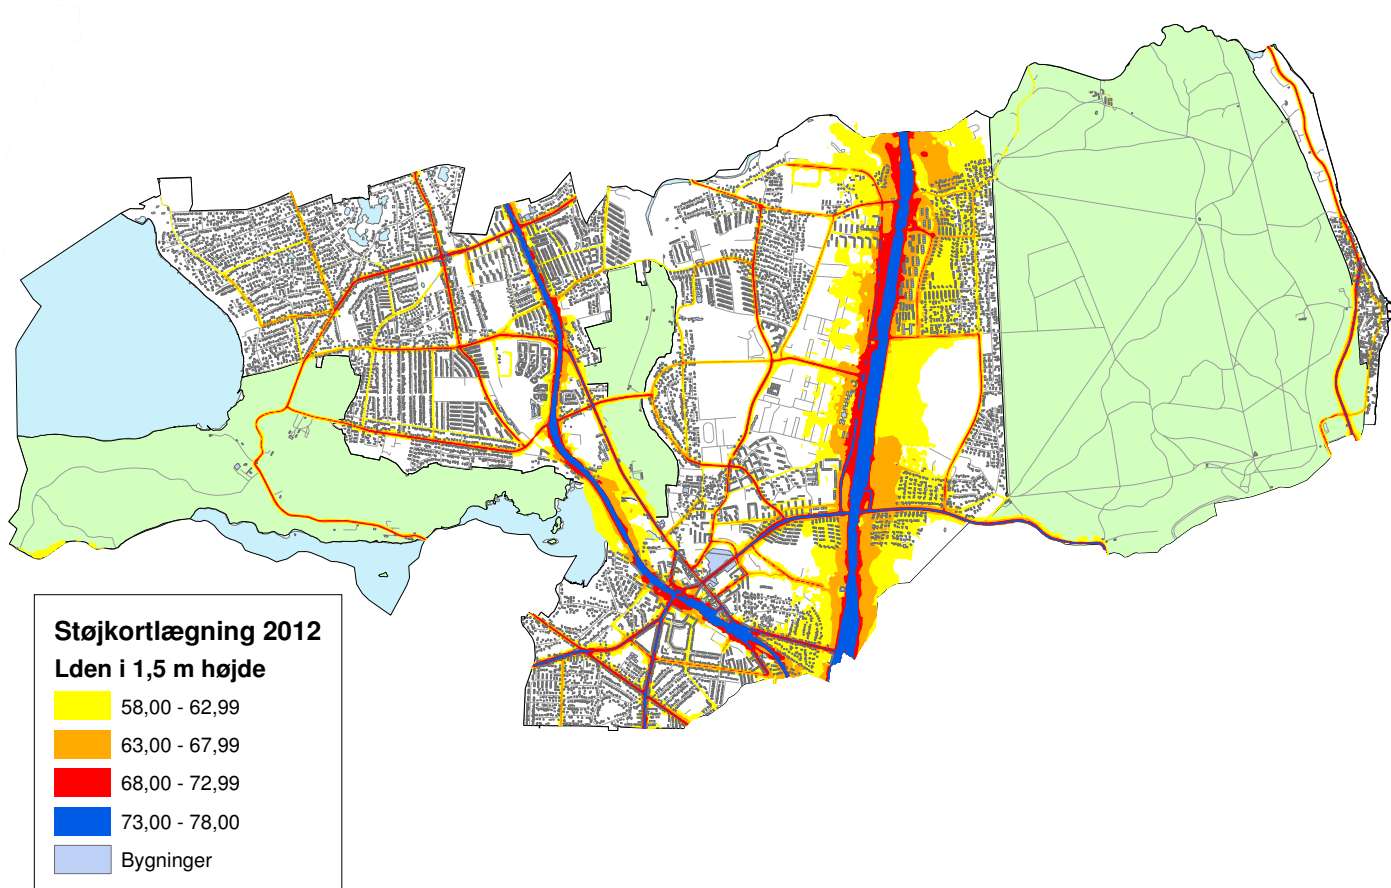 Støjkortlægning 2012
Lden i 1,5 m højde
58,00 - 62,99
63,00 - 67,99
68,00 - 72,99
73,00 - 78,00
Bygninger